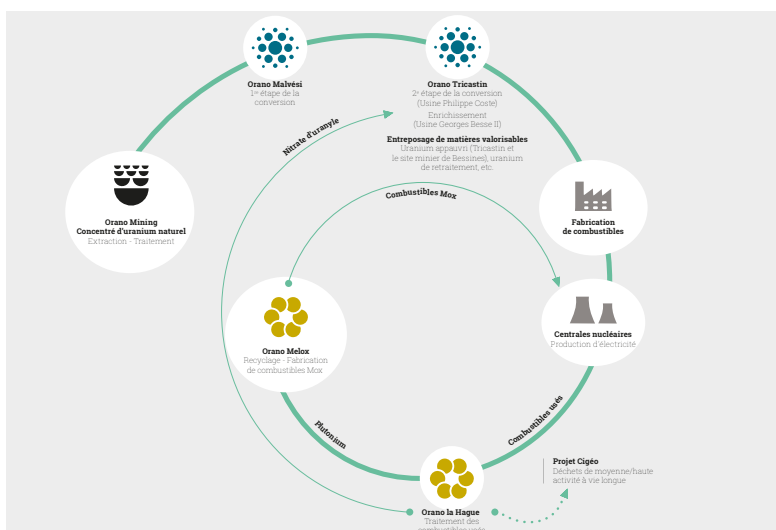 Orano Malvési
1re étape de la
conversion
Orano Tricastin
2e étape de la conversion
(Usine Philippe Coste)
Enrichissement
(Usine Georges Besse II)
Entreposage de matières valorisables
Uranium appauvri (Tricastin et
le site minier de Bessines), uranium
de retraitement, etc.
Nitrate d'uranyle
Combustibles Mox
Orano Mining
Concentré d'uranium naturel
Extraction - Traitement
Fabrication
de combustibles
Centrales nucléaires
Production d'électricité
Orano Melox
Recyclage - Fabrication
de combustibles Mox
Plutonium
Combustibles usés
Projet Cigéo
Déchets de moyenne/haute
activité à vie longue
Orano la Hague
Traitement des
combustibles usés